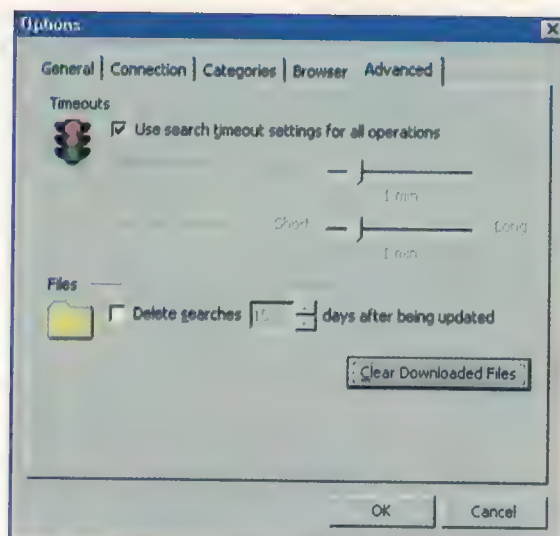 Options
General Connection Categories Browser Advanced
Timeouts
Use search timeout settings for all operations
1 min
Short Long
1 min
Files
Delete searches 15 days after being updated
Clear Downloaded Files
OK Cancel